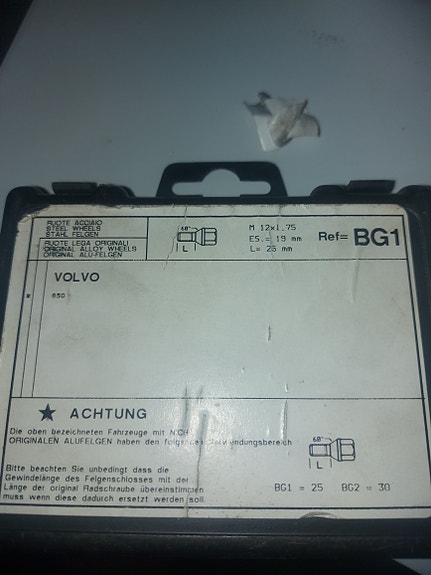 RUOTE ACCIAIO
STEEL WHEELS
STAHL FELGEN
RUOTE LEGA ORIGINALI
ORIGINAL ALLOY WHEELS
ORIGINAL ALU-FELGEN
60°
L
M 12x1.75
ES.= 19 mm
L= 25 mm
Ref= BG1
VOLVO
850
★ ACHTUNG
Die oben bezeichneten Fahrzeuge mit NICHT
ORIGINALEN ALUFELGEN haben den folgenden
60°
L
Bitte beachten Sie unbedingt dass die
Gewindelänge des Felgenschlosses mit der
Länge der original Radschraube übereinstimmen
muss wenn diese dadurch ersetzt werden soll.
BG1 = 25 BG2 = 30